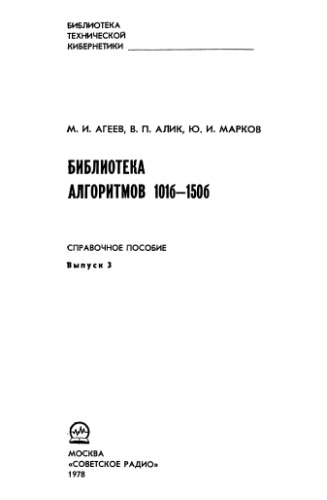 БИБЛИОТЕКА
ТЕХНИЧЕСКОЙ
КИБЕРНЕТИКИ
М. И. АГЕЕВ, В. П. АЛИК, Ю. И. МАРКОВ
БИБЛИОТЕКА
АЛГОРИТМОВ 101б—150б
СПРАВОЧНОЕ ПОСОБИЕ
Выпуск 3
МОСКВА
«СОВЕТСКОЕ РАДИО»
1978